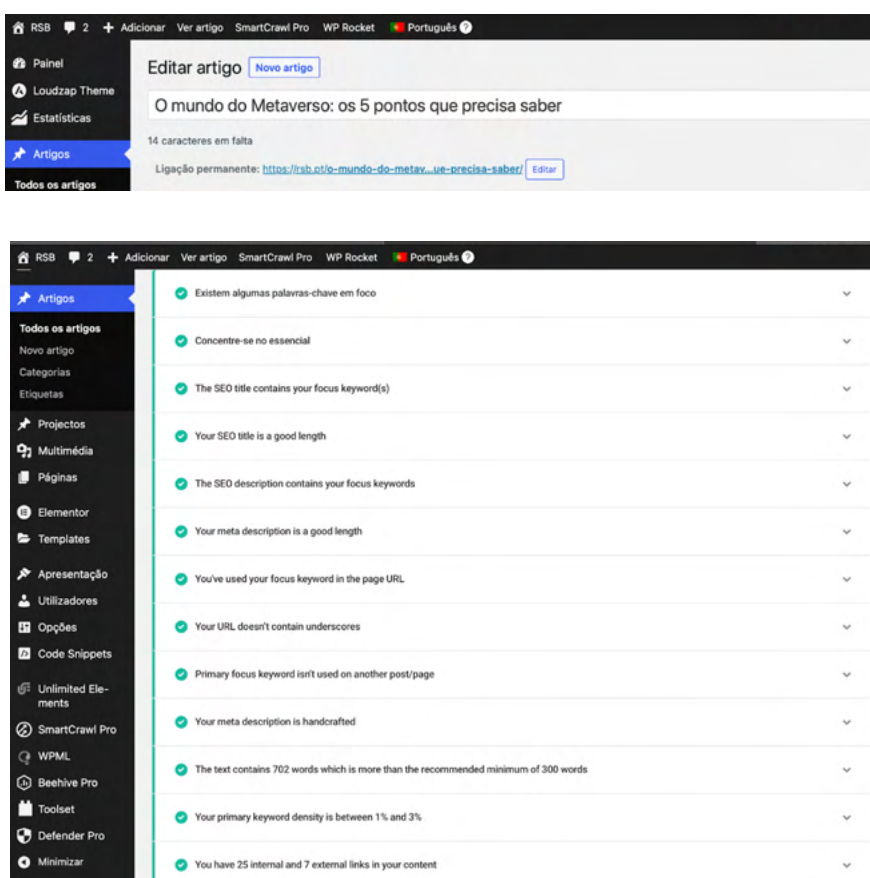 RSB 2 + Adicionar Ver artigo SmartCrawl Pro WP Rocket Português ?
Painel
Loudzap Theme
Estatísticas
Artigos
Todos os artigos
Editar artigo Novo artigo
O mundo do Metaverso: os 5 pontos que precisa saber
14 caracteres em falta
Ligação permanente: https://rsb.pt/o-mundo-do-metav...ue-precisa-saber/ Editar
RSB 2 + Adicionar Ver artigo SmartCrawl Pro WP Rocket Português ?
Artigos
Todos os artigos
Novo artigo
Categorias
Etiquetas
Projectos
Multimédia
Páginas
Elementor
Templates
Apresentação
Utilizadores
Opções
Code Snippets
Unlimited Ele-
ments
SmartCrawl Pro
WPML
Beehive Pro
Toolset
Defender Pro
Minimizar
Existem algumas palavras-chave em foco
Concentre-se no essencial
The SEO title contains your focus keyword(s)
Your SEO title is a good length
The SEO description contains your focus keywords
Your meta description is a good length
You've used your focus keyword in the page URL
Your URL doesn't contain underscores
Primary focus keyword isn't used on another post/page
Your meta description is handcrafted
The text contains 702 words which is more than the recommended minimum of 300 words
Your primary keyword density is between 1% and 3%
You have 25 internal and 7 external links in your content